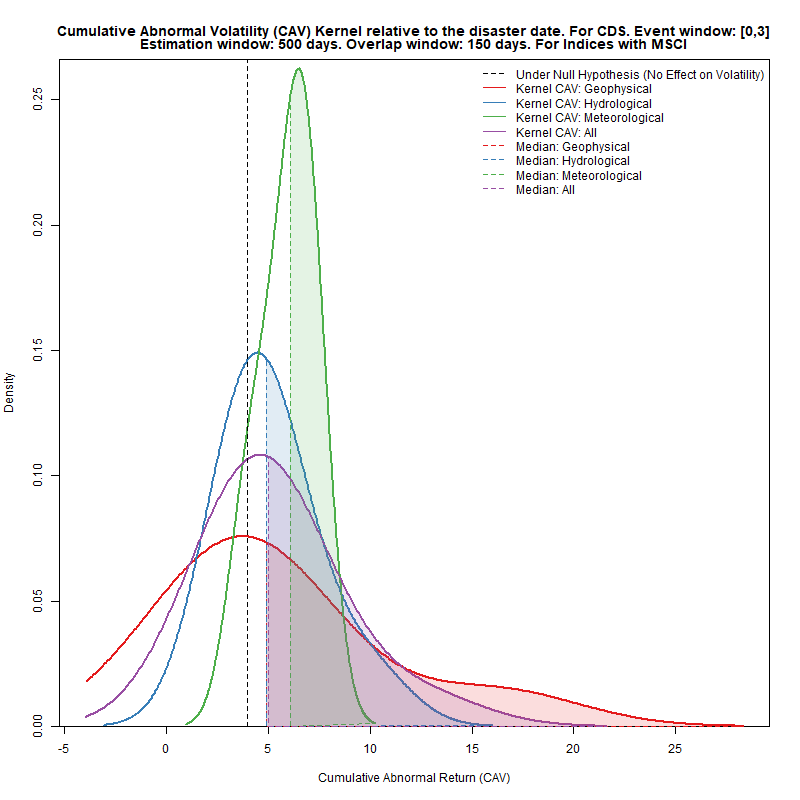 Cumulative Abnormal Volatility (CAV) Kernel relative to the disaster date. For CDS. Event window: [0,3]
Estimation window: 500 days. Overlap window: 150 days. For Indices with MSCI
Under Null Hypothesis (No Effect on Volatility)
Kernel CAV: Geophysical
Kernel CAV: Hydrological
Kernel CAV: Meteorological
Kernel CAV: All
Median: Geophysical
Median: Hydrological
Median: Meteorological
Median: All
Density
0.25
0.20
0.15
0.10
0.05
0.00
-5 0 5 10 15 20 25
Cumulative Abnormal Return (CAV)